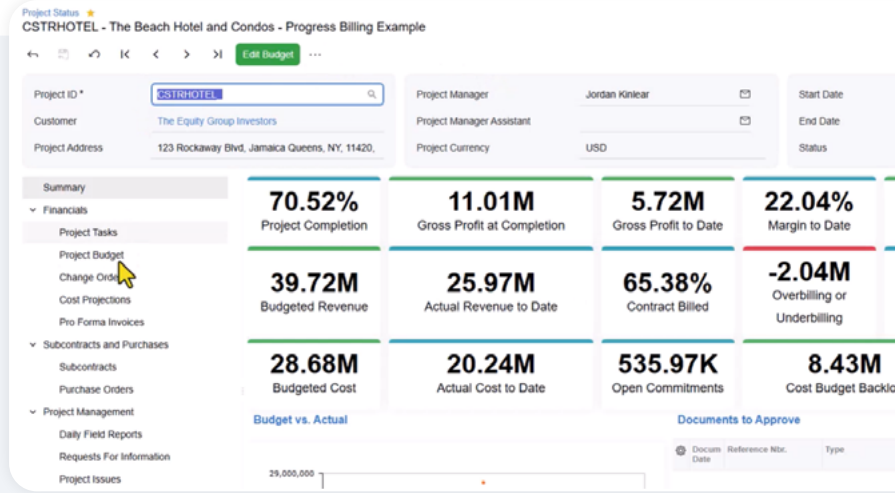 Project Status
CSTRHOTEL - The Beach Hotel and Condos - Progress Billing Example
Edit Budget
Project ID *
CSTRHOTEL
Customer
The Equity Group Investors
Project Address
123 Rockaway Blvd, Jamaica Queens, NY, 11420,
Project Manager
Jordan Kinlear
Project Manager Assistant
Project Currency
USD
Start Date
End Date
Status
Summary
Financials
Project Tasks
Project Budget
Change Orde
Cost Projections
Pro Forma Invoices
Subcontracts and Purchases
Subcontracts
Purchase Orders
Project Management
Daily Field Reports
Requests For Information
Project Issues
70.52%
Project Completion
11.01M
Gross Profit at Completion
5.72M
Gross Profit to Date
22.04%
Margin to Date
39.72M
Budgeted Revenue
25.97M
Actual Revenue to Date
65.38%
Contract Billed
-2.04M
Overbilling or
Underbilling
28.68M
Budgeted Cost
20.24M
Actual Cost to Date
535.97K
Open Commitments
8.43M
Cost Budget Backlo
Budget vs. Actual
29,000,000
Documents to Approve
Docum
Date
Reference Nbr.
Type